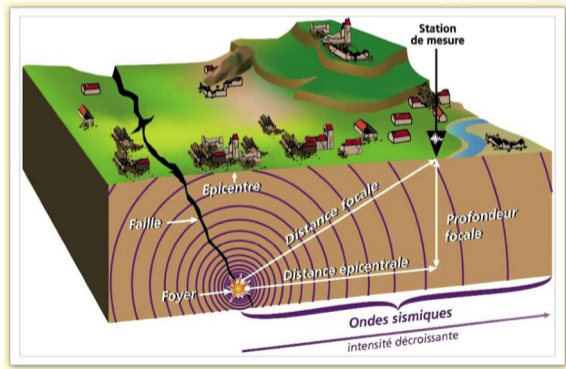 Station
de mesure
Epicentre
Faille
Distance focale
Profondeur
focale
Distance epicentrale
Foyer
Ondes sismiques
intensité décroissante